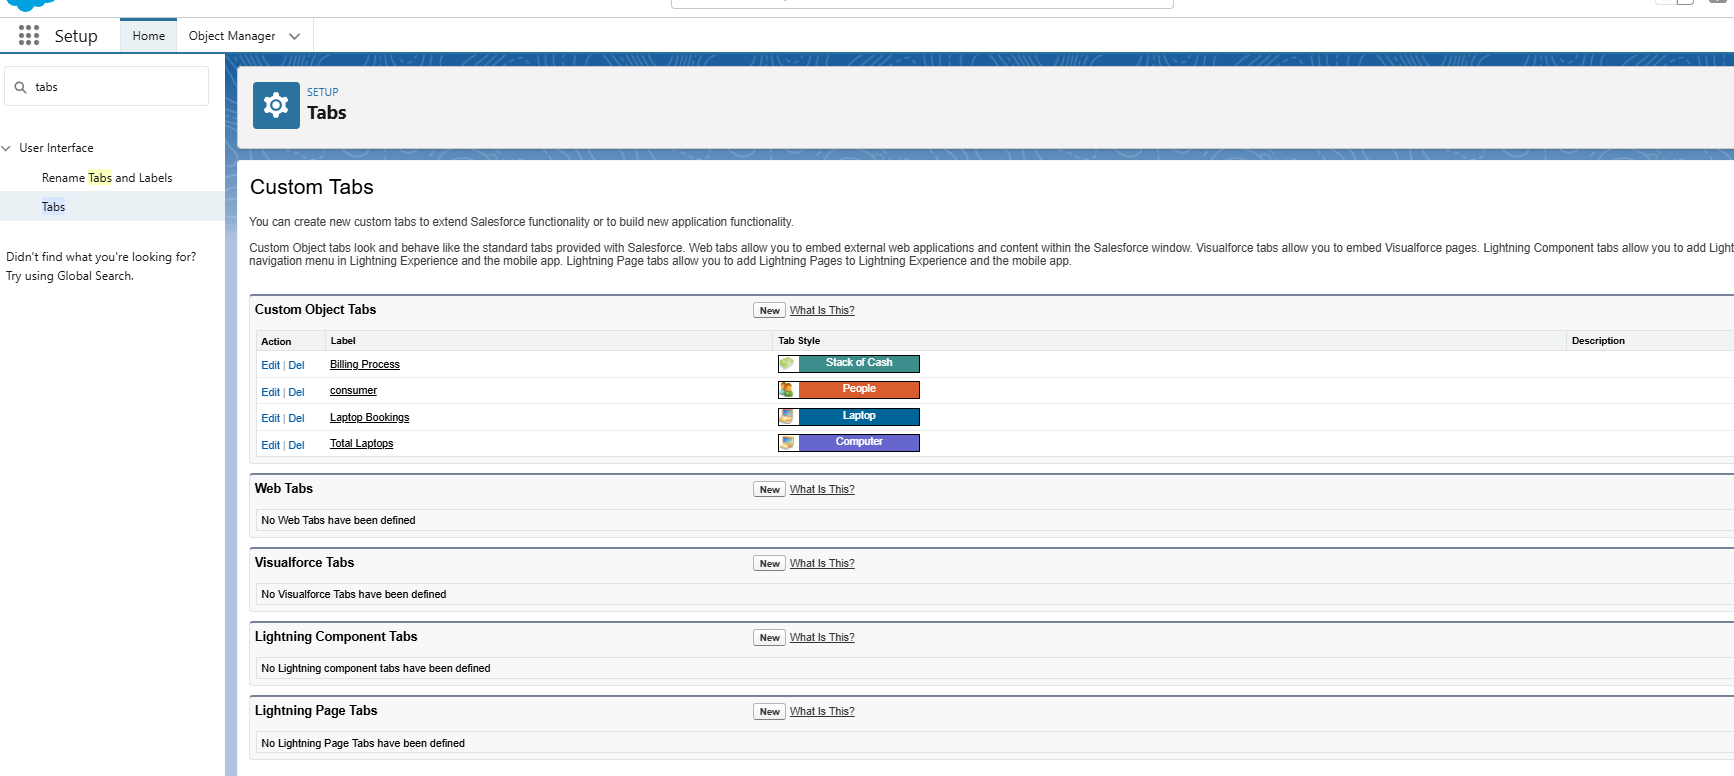 Setup
Home
Object Manager
tabs
User Interface
Rename Tabs and Labels
Tabs
Didn't find what you're looking for?
Try using Global Search.
SETUP
Tabs
Custom Tabs
You can create new custom tabs to extend Salesforce functionality or to build new application functionality.
Custom Object tabs look and behave like the standard tabs provided with Salesforce. Web tabs allow you to embed external web applications and content within the Salesforce window. Visualforce tabs allow you to embed Visualforce pages. Lightning Component tabs allow you to add Light
navigation menu in Lightning Experience and the mobile app. Lightning Page tabs allow you to add Lightning Pages to Lightning Experience and the mobile app.
Custom Object Tabs New What Is This?
Action Label Tab Style Description
Edit | Del Billing Process Stack of Cash
Edit | Del consumer People
Edit | Del Laptop Bookings Laptop
Edit | Del Total Laptops Computer
Web Tabs New What Is This?
No Web Tabs have been defined
Visualforce Tabs New What Is This?
No Visualforce Tabs have been defined
Lightning Component Tabs New What Is This?
No Lightning component tabs have been defined
Lightning Page Tabs New What Is This?
No Lightning Page Tabs have been defined